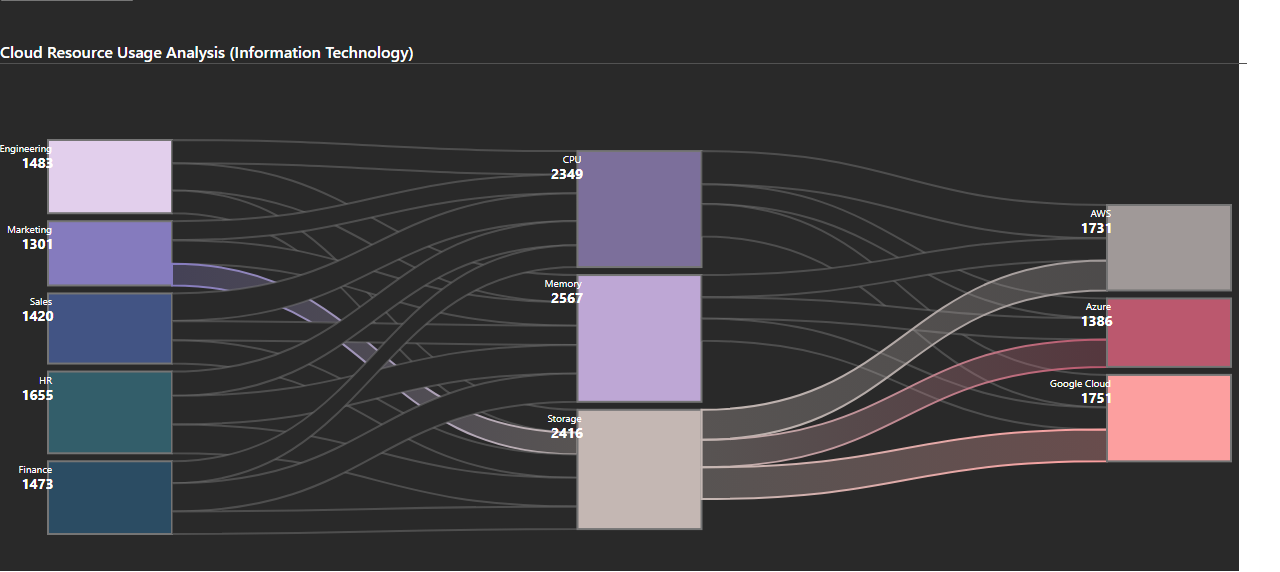 Cloud Resource Usage Analysis (Information Technology)
Engineering
1483
Marketing
1301
Sales
1420
HR
1655
Finance
1473
CPU
2349
Memory
2567
Storage
2416
AWS
1731
Azure
1386
Google Cloud
1751